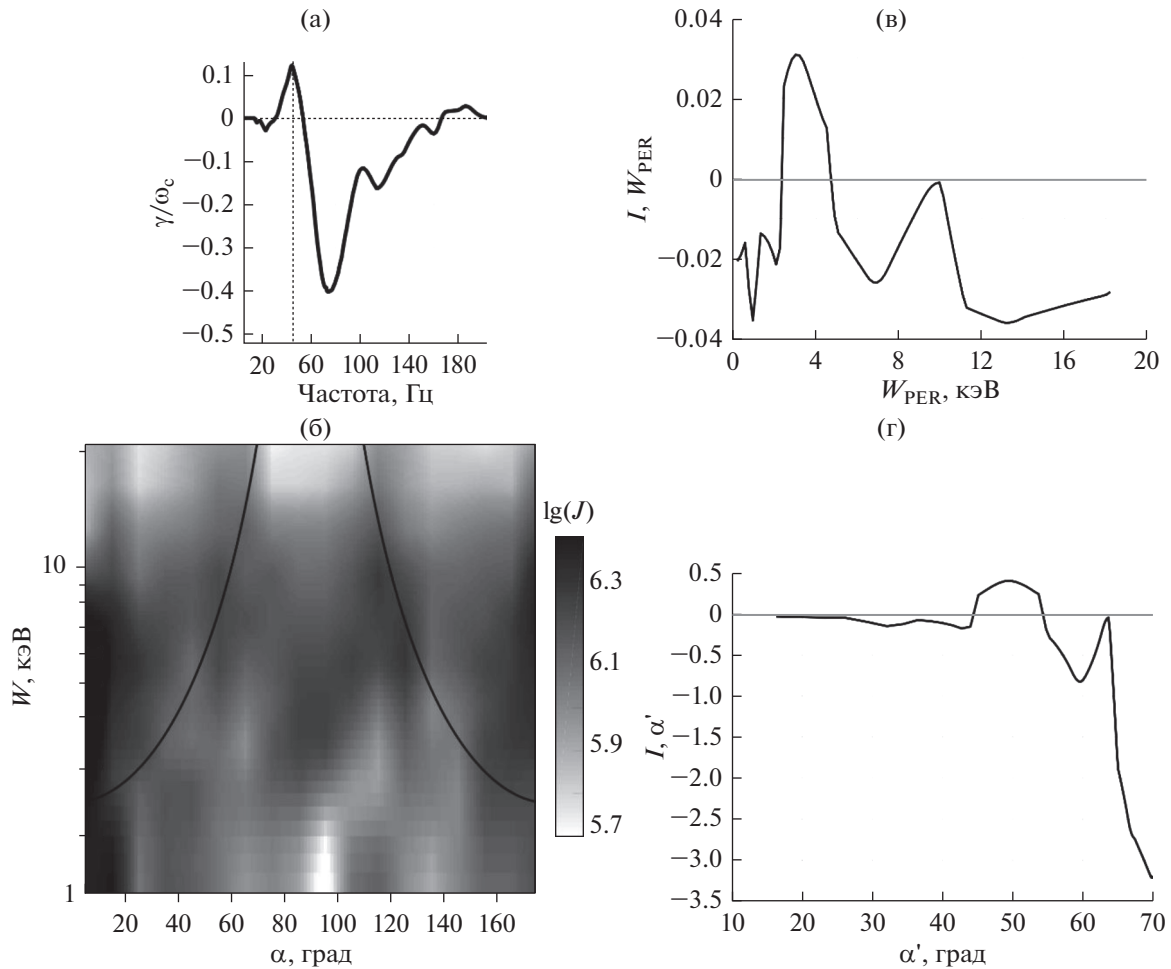 (а)
0.1
0
−0.1
−0.2
−0.3
−0.4
−0.5
γ/ω_c
20 60 100 140 180
Частота, Гц
(в)
0.04
0.02
0
−0.02
−0.04
I, W_PER
0 4 8 12 16 20
W_PER, кэВ
(б)
10
1
W, кэВ
20 40 60 80 100 120 140 160
α, град
lg(J)
6.3
6.1
5.9
5.7
(г)
0.5
0
−0.5
−1.0
−1.5
−2.0
−2.5
−3.0
−3.5
I, α'
10 20 30 40 50 60 70
α', град